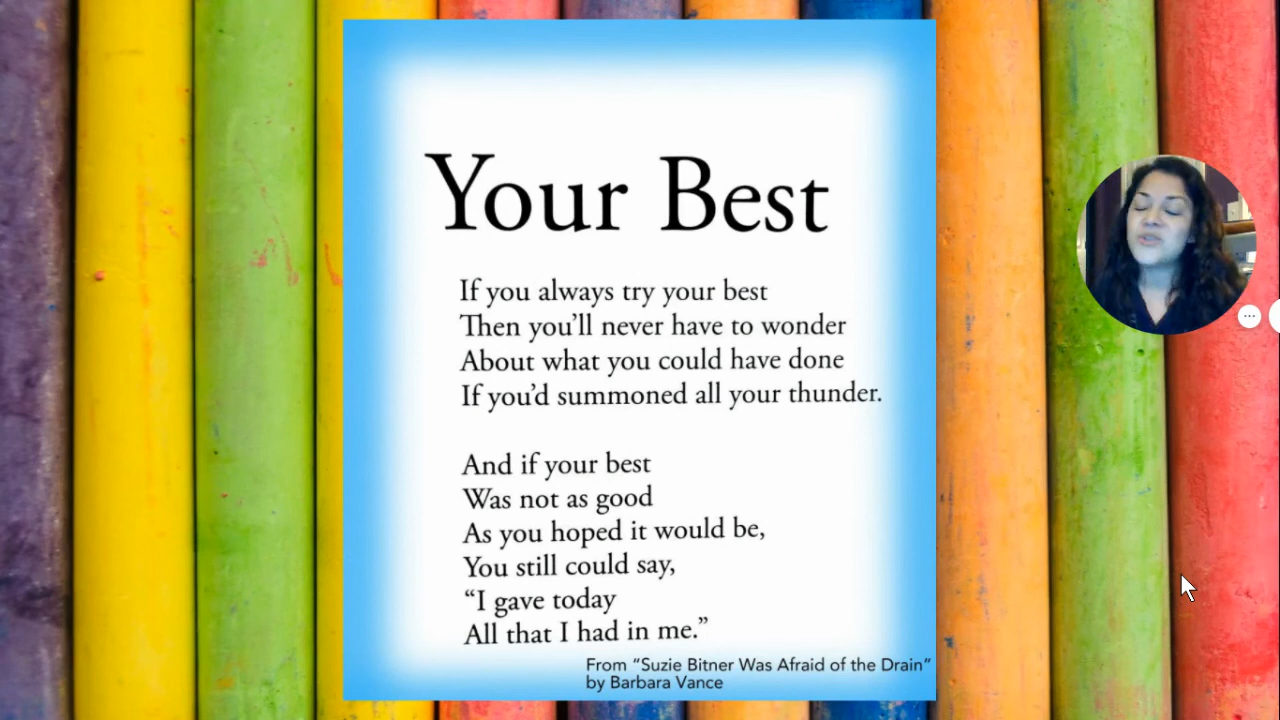 Your Best
If you always try your best
Then you'll never have to wonder
About what you could have done
If you'd summoned all your thunder.
And if your best
Was not as good
As you hoped it would be,
You still could say,
“I gave today
All that I had in me.”
From “Suzie Bitner Was Afraid of the Drain”
by Barbara Vance